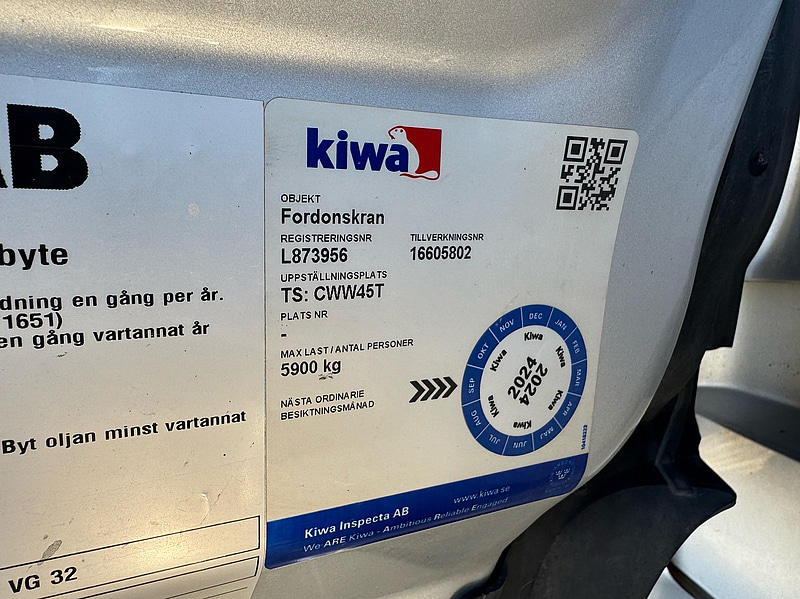 AB
byte
dning en gång per år.
1651)
en gång vartannat år
Byt oljan minst vartannat
VG 32
kiwa
OBJEKT
Fordonskran
REGISTRERINGSNR TILLVERKNINGSNR
L873956 16605802
UPPSTÄLLNINGSPLATS
TS: CWW45T
PLATS NR
-
MAX LAST / ANTAL PERSONER
5900 kg
NÄSTA ORDINARIE
BESIKTNINGSMÅNAD
JAN FEB MAR APR MAJ JUN JUL AUG SEP OKT NOV DEC
Kiwa Kiwa Kiwa Kiwa Kiwa Kiwa
2024
2024
Kiwa Inspecta AB www.kiwa.se
We ARE Kiwa - Ambitious Reliable Engaged